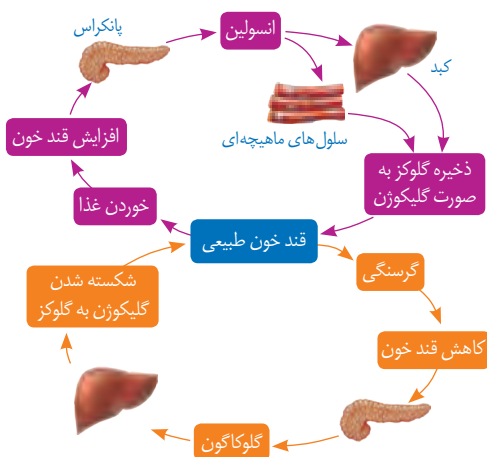 پانکراس
انسولین
کبد
سلول‌های ماهیچه‌ای
افزایش قند خون
ذخیره گلوکز به
صورت گلیکوژن
خوردن غذا
قند خون طبیعی
گرسنگی
شکسته شدن
گلیکوژن به گلوکز
کاهش قند خون
گلوکاگون